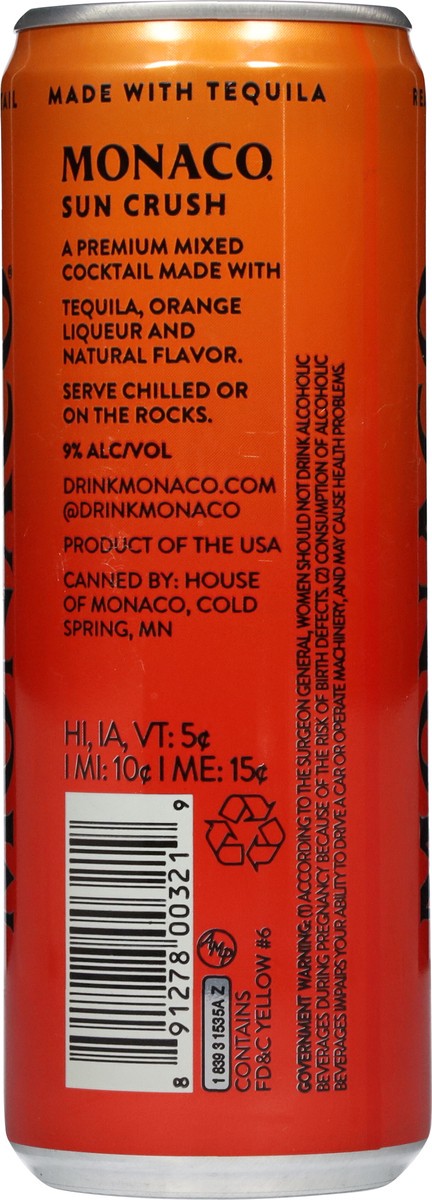 MADE WITH TEQUILA
MONACO
SUN CRUSH
A PREMIUM MIXED
COCKTAIL MADE WITH
TEQUILA, ORANGE
LIQUEUR AND
NATURAL FLAVOR.
SERVE CHILLED OR
ON THE ROCKS.
9% ALC/VOL
DRINKMONACO.COM
@DRINKMONACO
PRODUCT OF THE USA
CANNED BY: HOUSE
OF MONACO, COLD
SPRING, MN
HI, IA, VT: 5¢
| MI: 10¢ | ME: 15¢
8 91278 00321 9
AMP
1 839 3 1535A Z
CONTAINS
FD&C YELLOW #6
GOVERNMENT WARNING: (1) ACCORDING TO THE SURGEON GENERAL, WOMEN SHOULD NOT DRINK ALCOHOLIC
BEVERAGES DURING PREGNANCY BECAUSE OF THE RISK OF BIRTH DEFECTS. (2) CONSUMPTION OF ALCOHOLIC
BEVERAGES IMPAIRS YOUR ABILITY TO DRIVE A CAR OR OPERATE MACHINERY, AND MAY CAUSE HEALTH PROBLEMS.